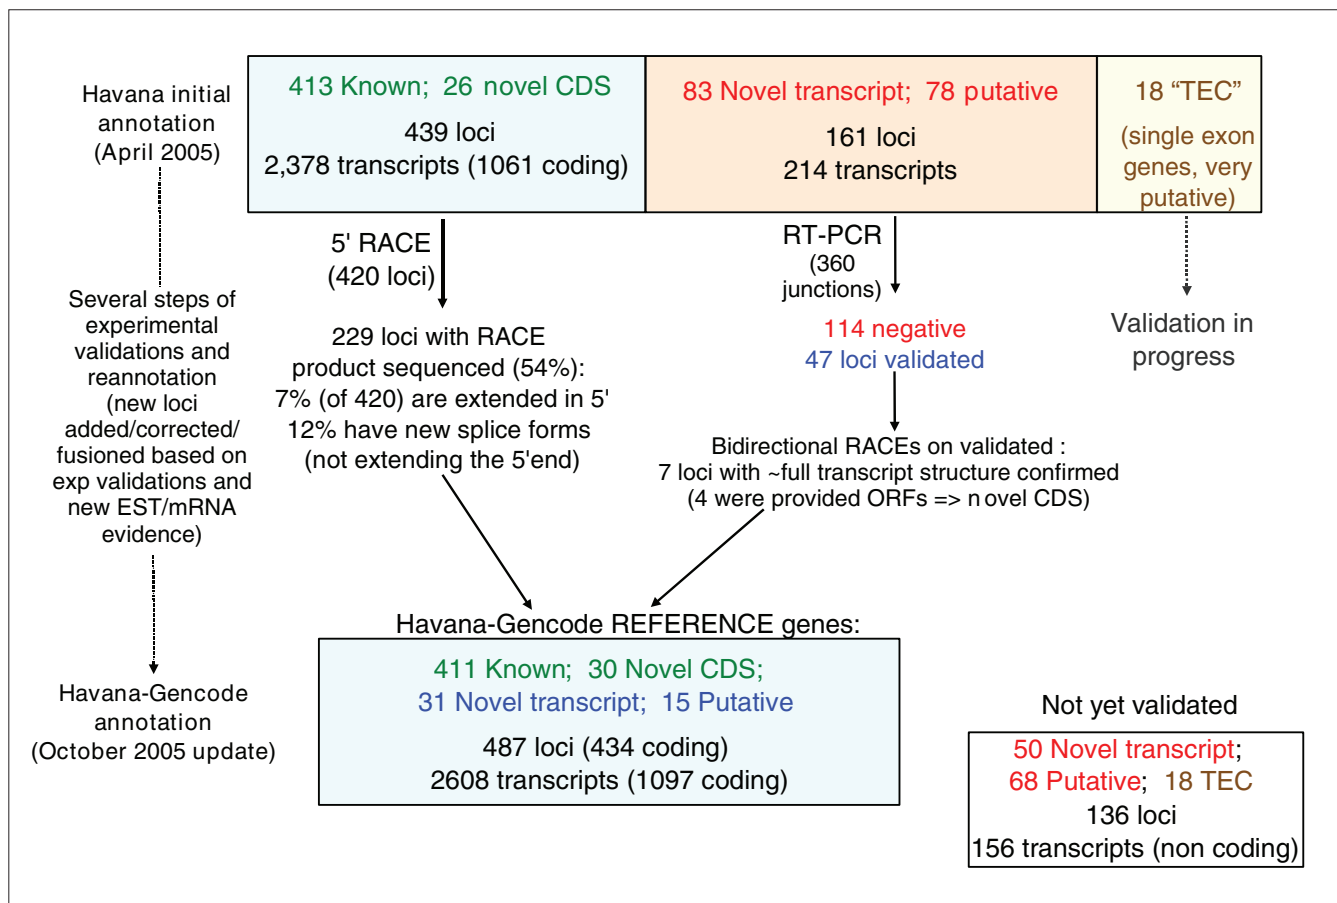 Havana initial
annotation
(April 2005)
413 Known; 26 novel CDS
439 loci
2,378 transcripts (1061 coding)
83 Novel transcript; 78 putative
161 loci
214 transcripts
18 “TEC”
(single exon
genes, very
putative)
5' RACE
(420 loci)
RT-PCR
(360
junctions)
Several steps of
experimental
validations and
reannotation
(new loci
added/corrected/
fusioned based on
exp validations and
new EST/mRNA
evidence)
229 loci with RACE
product sequenced (54%):
7% (of 420) are extended in 5'
12% have new splice forms
(not extending the 5'end)
114 negative
47 loci validated
Validation in
progress
Bidirectional RACEs on validated :
7 loci with ~full transcript structure confirmed
(4 were provided ORFs => novel CDS)
Havana-Gencode REFERENCE genes:
411 Known; 30 Novel CDS;
31 Novel transcript; 15 Putative
487 loci (434 coding)
2608 transcripts (1097 coding)
Havana-Gencode
annotation
(October 2005 update)
Not yet validated
50 Novel transcript;
68 Putative; 18 TEC
136 loci
156 transcripts (non coding)